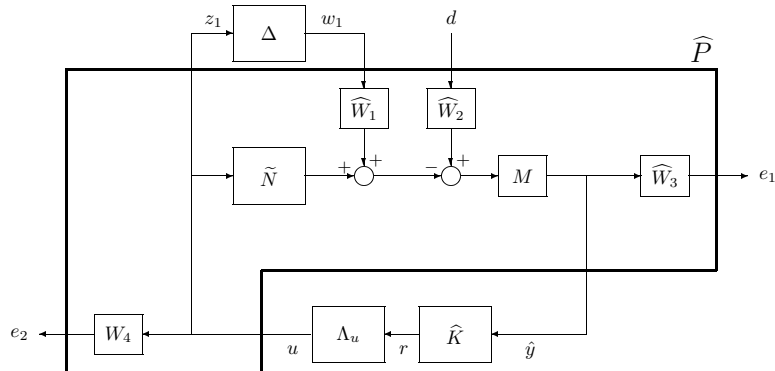 z₁ Δ w₁ d
P̂
Ŵ₁ Ŵ₂
Ñ + + − + M Ŵ₃ e₁
e₂ W₄ u Λᵤ r K̂ ŷ